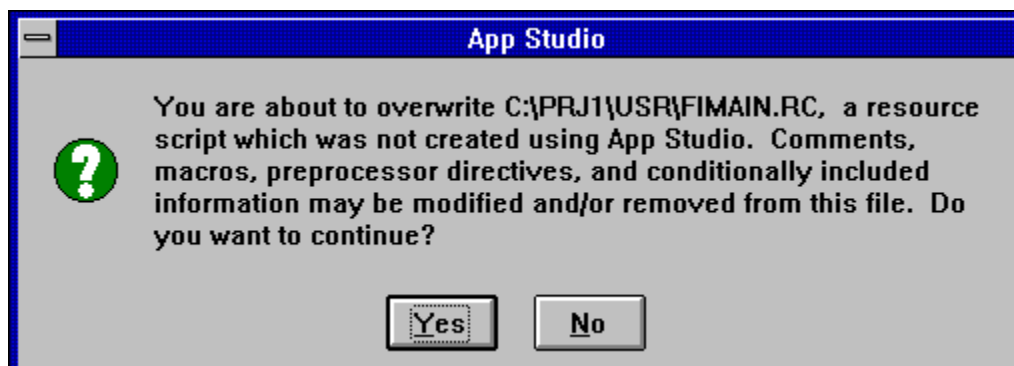 App Studio
You are about to overwrite C:\PRJ1\USR\FIMAIN.RC,  a resource
script which was not created using App Studio.  Comments,
macros, preprocessor directives, and conditionally included
information may be modified and/or removed from this file.  Do
you want to continue?
Yes No